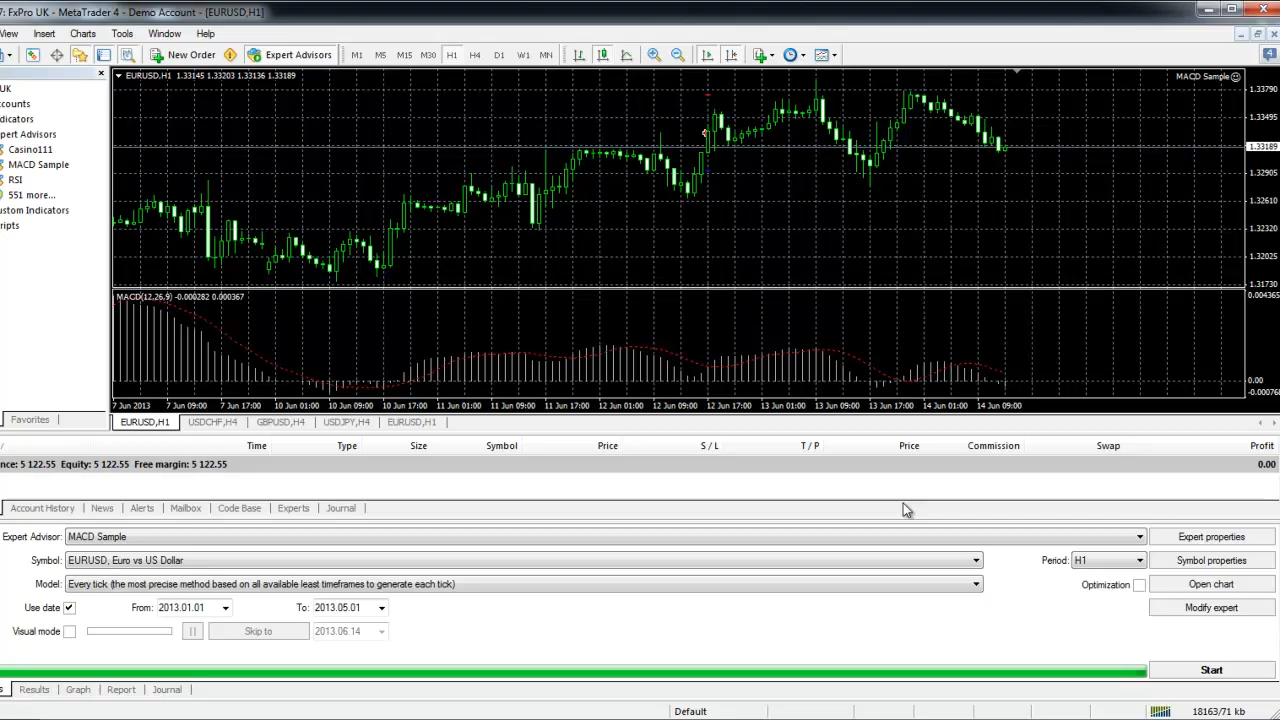 7: FxPro UK - MetaTrader 4 - Demo Account - [EURUSD,H1]
View Insert Charts Tools Window Help
New Order Expert Advisors M1 M5 M15 M30 H1 H4 D1 W1 MN 4
UK
ccounts
dicators
pert Advisors
Casino111
MACD Sample
RSI
551 more...
ustom Indicators
ripts
Favorites
EURUSD,H1 1.33145 1.33203 1.33136 1.33189
MACD Sample
1.33790
1.33495
1.33189
1.32905
1.32610
1.32320
1.32025
1.31730
MACD(12,26,9) -0.000282 0.000367
0.004365
0.00
-0.000768
7 Jun 2013 7 Jun 09:00 7 Jun 17:00 10 Jun 01:00 10 Jun 09:00 10 Jun 17:00 11 Jun 01:00 11 Jun 09:00 11 Jun 17:00 12 Jun 01:00 12 Jun 09:00 12 Jun 17:00 13 Jun 01:00 13 Jun 09:00 13 Jun 17:00 14 Jun 01:00 14 Jun 09:00
EURUSD,H1 USDCHF,H4 GBPUSD,H4 USDJPY,H4 EURUSD,H1
/ Time Type Size Symbol Price S / L T / P Price Commission Swap Profit
nce: 5 122.55 Equity: 5 122.55 Free margin: 5 122.55 0.00
Account History News Alerts Mailbox Code Base Experts Journal
Expert Advisor: MACD Sample Expert properties
Symbol: EURUSD, Euro vs US Dollar Period: H1 Symbol properties
Model: Every tick (the most precise method based on all available least timeframes to generate each tick) Optimization Open chart
Use date From: 2013.01.01 To: 2013.05.01 Modify expert
Visual mode Skip to 2013.06.14
Start
s Results Graph Report Journal
Default 18163/71 kb